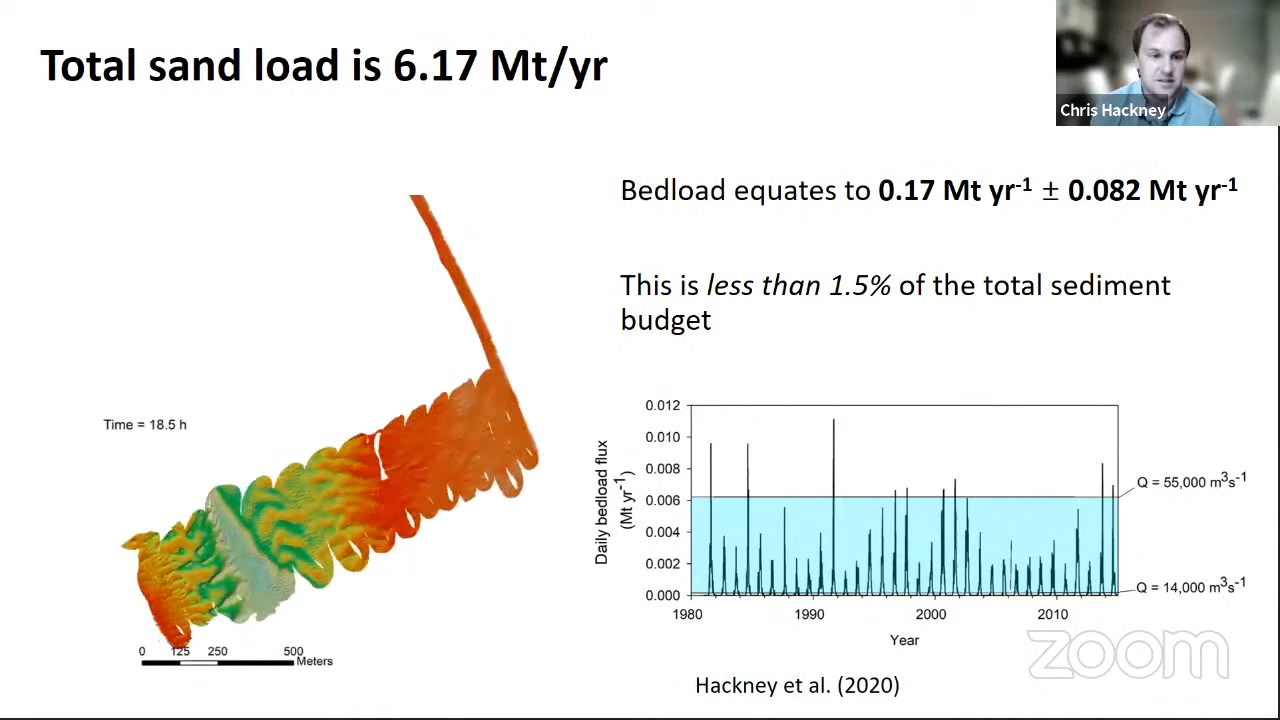 Total sand load is 6.17 Mt/yr
Chris Hackney
Bedload equates to 0.17 Mt yr-1 ± 0.082 Mt yr-1
This is less than 1.5% of the total sediment
budget
Time = 18.5 h
0 125 250 500
Meters
Daily bedload flux
(Mt yr-1)
0.012
0.010
0.008
0.006
0.004
0.002
0.000
1980 1990 2000 2010
Year
Q = 55,000 m3s-1
Q = 14,000 m3s-1
zoom
Hackney et al. (2020)